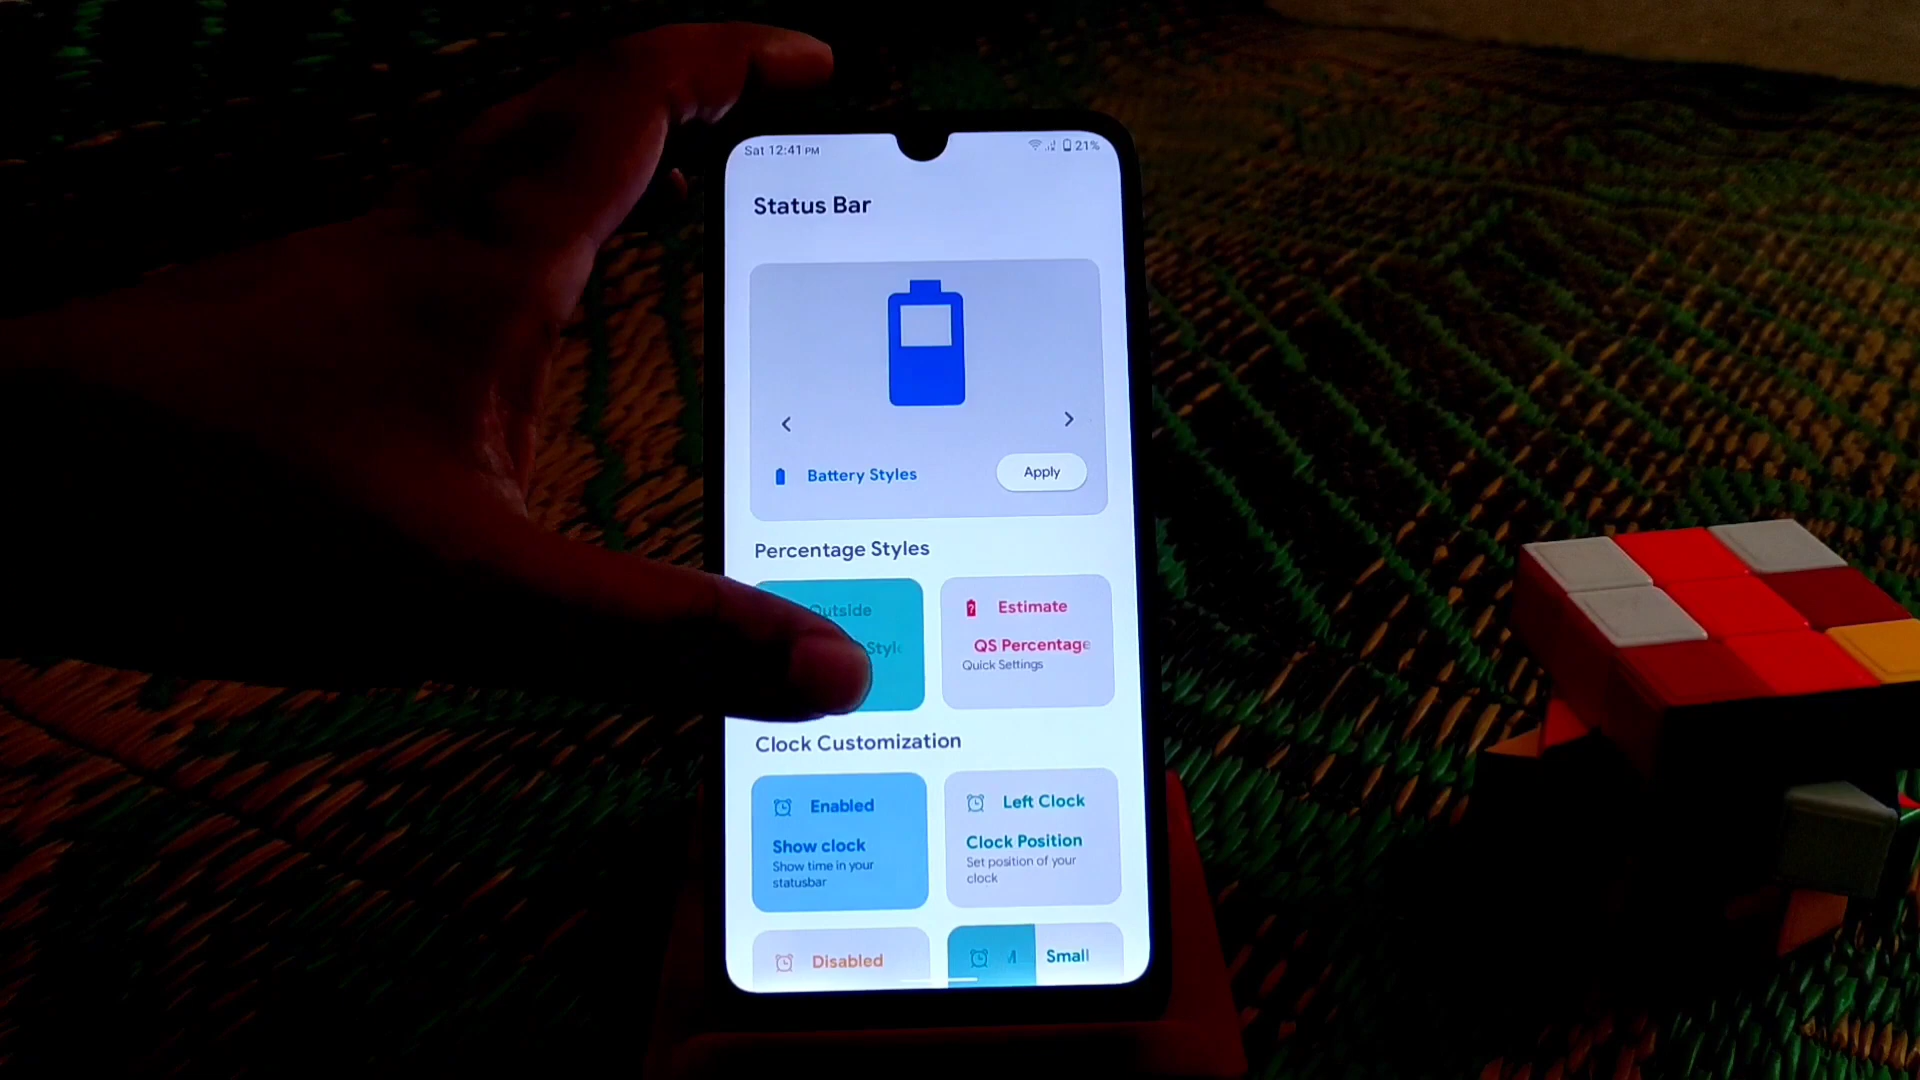 Sat 12:41 PM
21%
Status Bar
Battery Styles
Apply
Percentage Styles
Outside
Estimate
QS Percentage
Quick Settings
Clock Customization
Enabled
Left Clock
Show clock
Show time in your
statusbar
Clock Position
Set position of your
clock
Disabled
Small